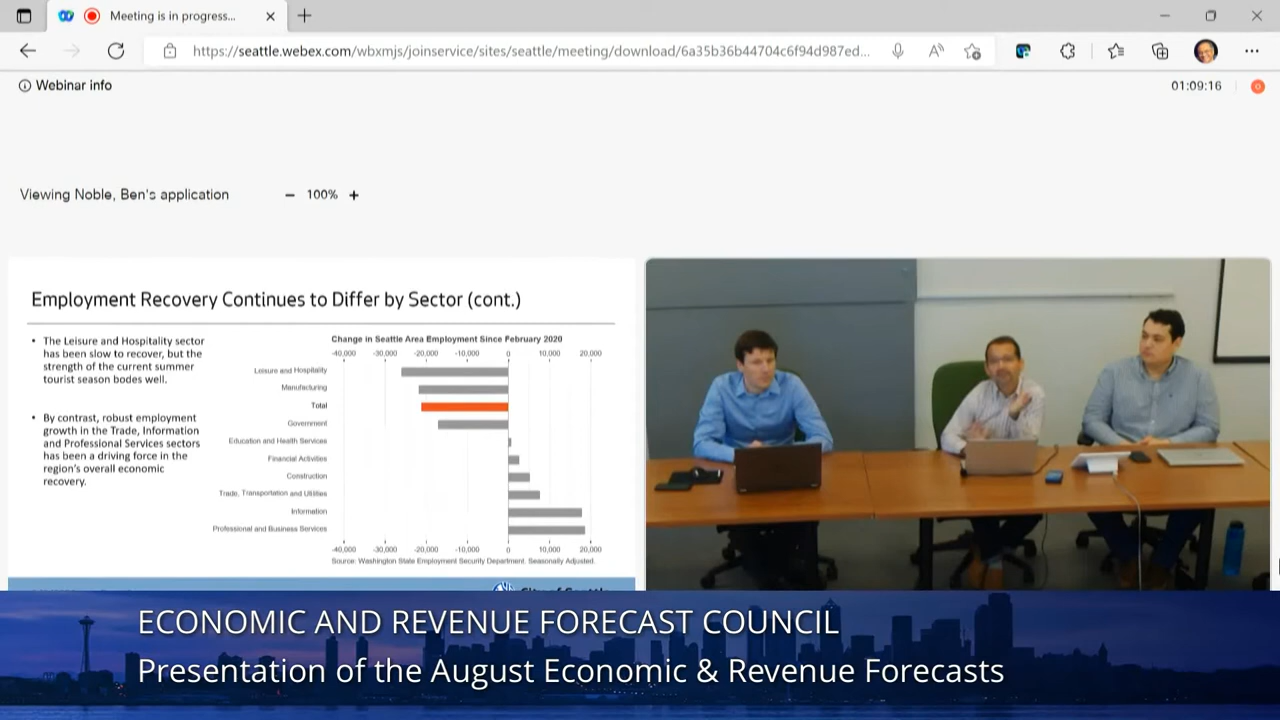 Meeting is in progress...
https://seattle.webex.com/wbxmjs/joinservice/sites/seattle/meeting/download/6a35b36b44704c6f94d987ed...
Webinar info
01:09:16
Viewing Noble, Ben's application
− 100% +
Employment Recovery Continues to Differ by Sector (cont.)
• The Leisure and Hospitality sector
has been slow to recover, but the
strength of the current summer
tourist season bodes well.
• By contrast, robust employment
growth in the Trade, Information
and Professional Services sectors
has been a driving force in the
region's overall economic
recovery.
Change in Seattle Area Employment Since February 2020
-40,000 -30,000 -20,000 -10,000 0 10,000 20,000
Leisure and Hospitality
Manufacturing
Total
Government
Education and Health Services
Financial Activities
Construction
Trade, Transportation and Utilities
Information
Professional and Business Services
-40,000 -30,000 -20,000 -10,000 0 10,000 20,000
Source: Washington State Employment Security Department. Seasonally Adjusted.
City of Seattle
ECONOMIC AND REVENUE FORECAST COUNCIL
Presentation of the August Economic & Revenue Forecasts